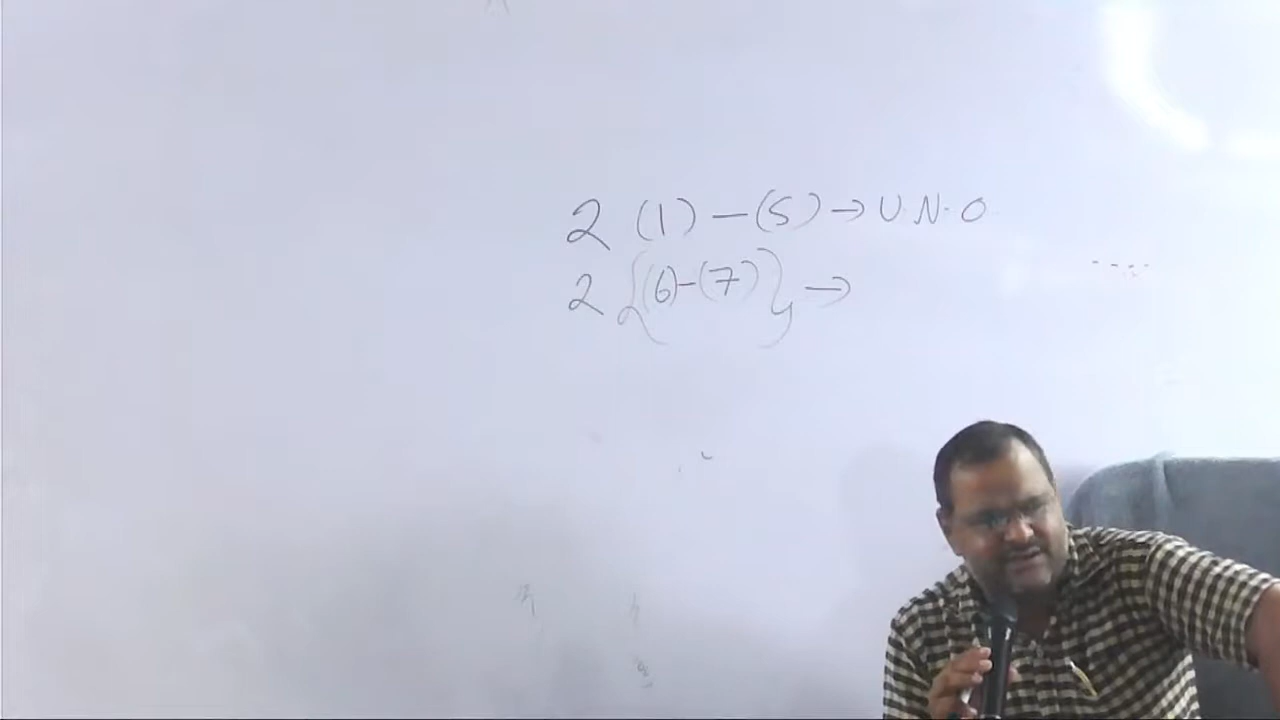 2 (1) — (5) → U.N.O
2 {(6)-(7)} →